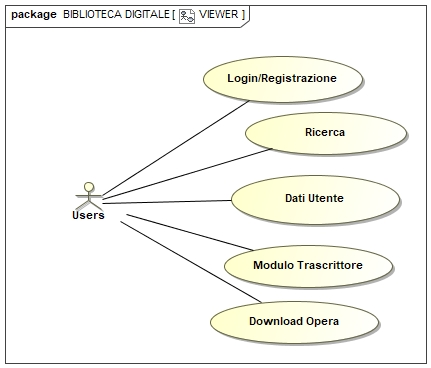 package BIBLIOTECA DIGITALE [ VIEWER ]
Login/Registrazione
Ricerca
Dati Utente
Users
Modulo Trascrittore
Download Opera